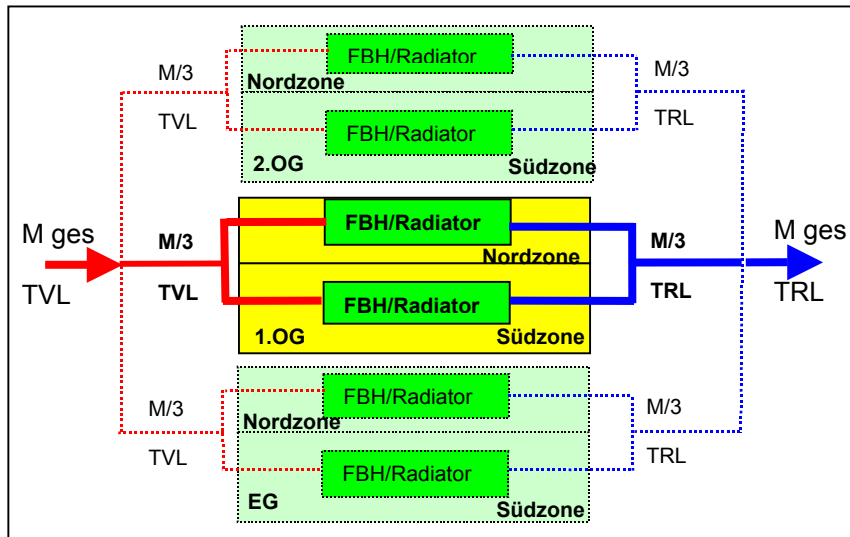 FBH/Radiator
M/3
M/3
Nordzone
TVL
TRL
FBH/Radiator
2.OG
Südzone
M ges
M/3
FBH/Radiator
M/3
M ges
Nordzone
TVL
TVL
FBH/Radiator
TRL
TRL
1.OG
Südzone
FBH/Radiator
M/3
M/3
Nordzone
TVL
TRL
FBH/Radiator
EG
Südzone